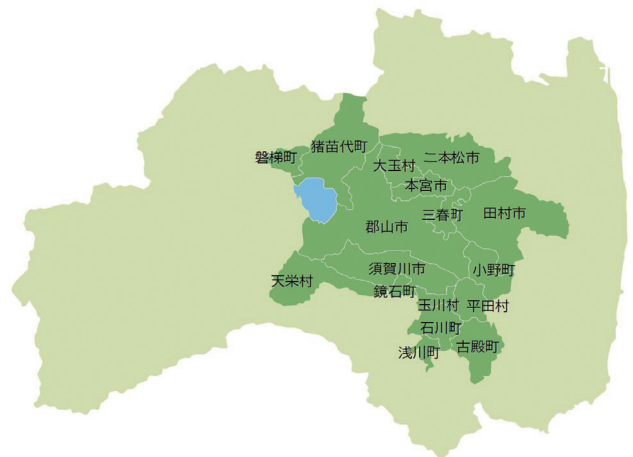 猪苗代町
磐梯町
大玉村
二本松市
本宮市
三春町
田村市
郡山市
須賀川市
小野町
天栄村
鏡石町
玉川村
平田村
石川町
浅川町
古殿町